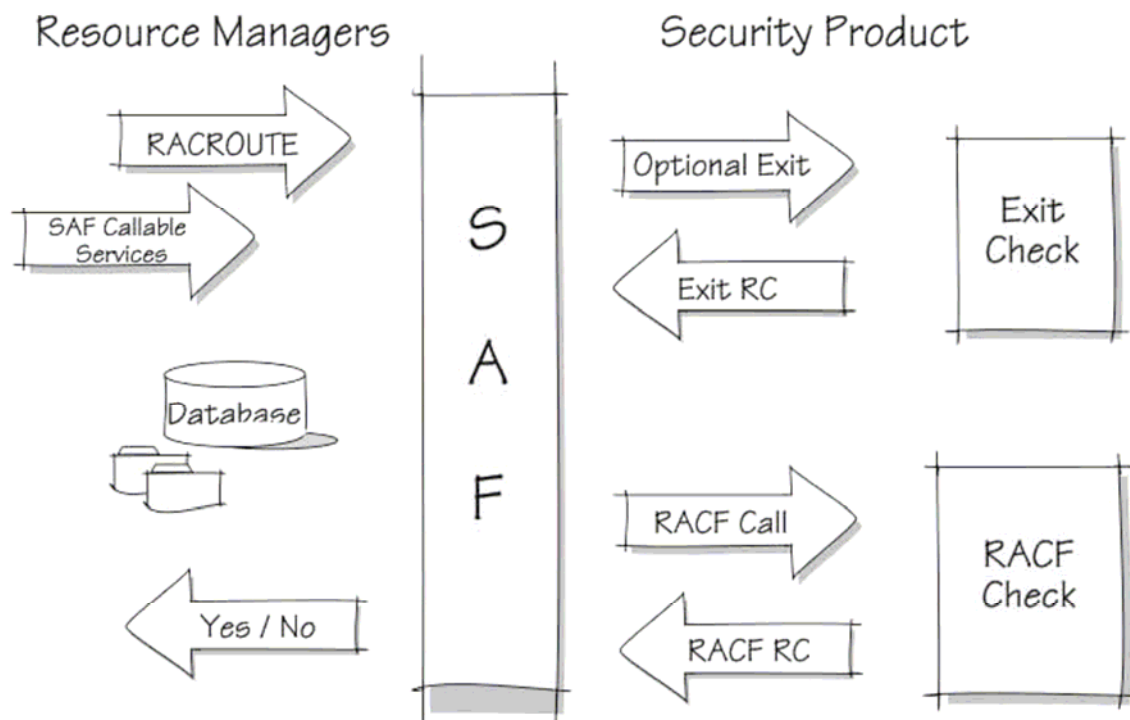 Resource Managers
Security Product
RACROUTE
SAF Callable
Services
Database
Yes / No
S
A
F
Optional Exit
Exit RC
Exit
Check
RACF Call
RACF RC
RACF
Check